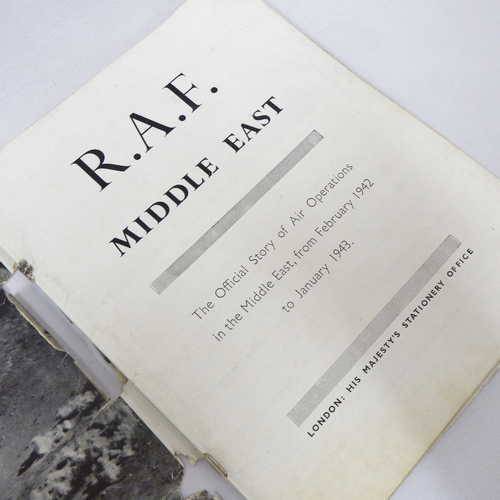 R.A.F.
MIDDLE EAST
The Official Story of Air Operations
in the Middle East, from February 1942
to January 1943.
LONDON: HIS MAJESTY'S STATIONERY OFFICE